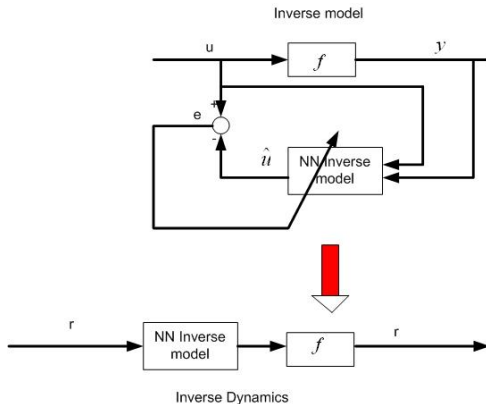 Inverse model
u
f
y
+
e
-
û
NN Inverse
model
r
NN Inverse
model
f
r
Inverse Dynamics